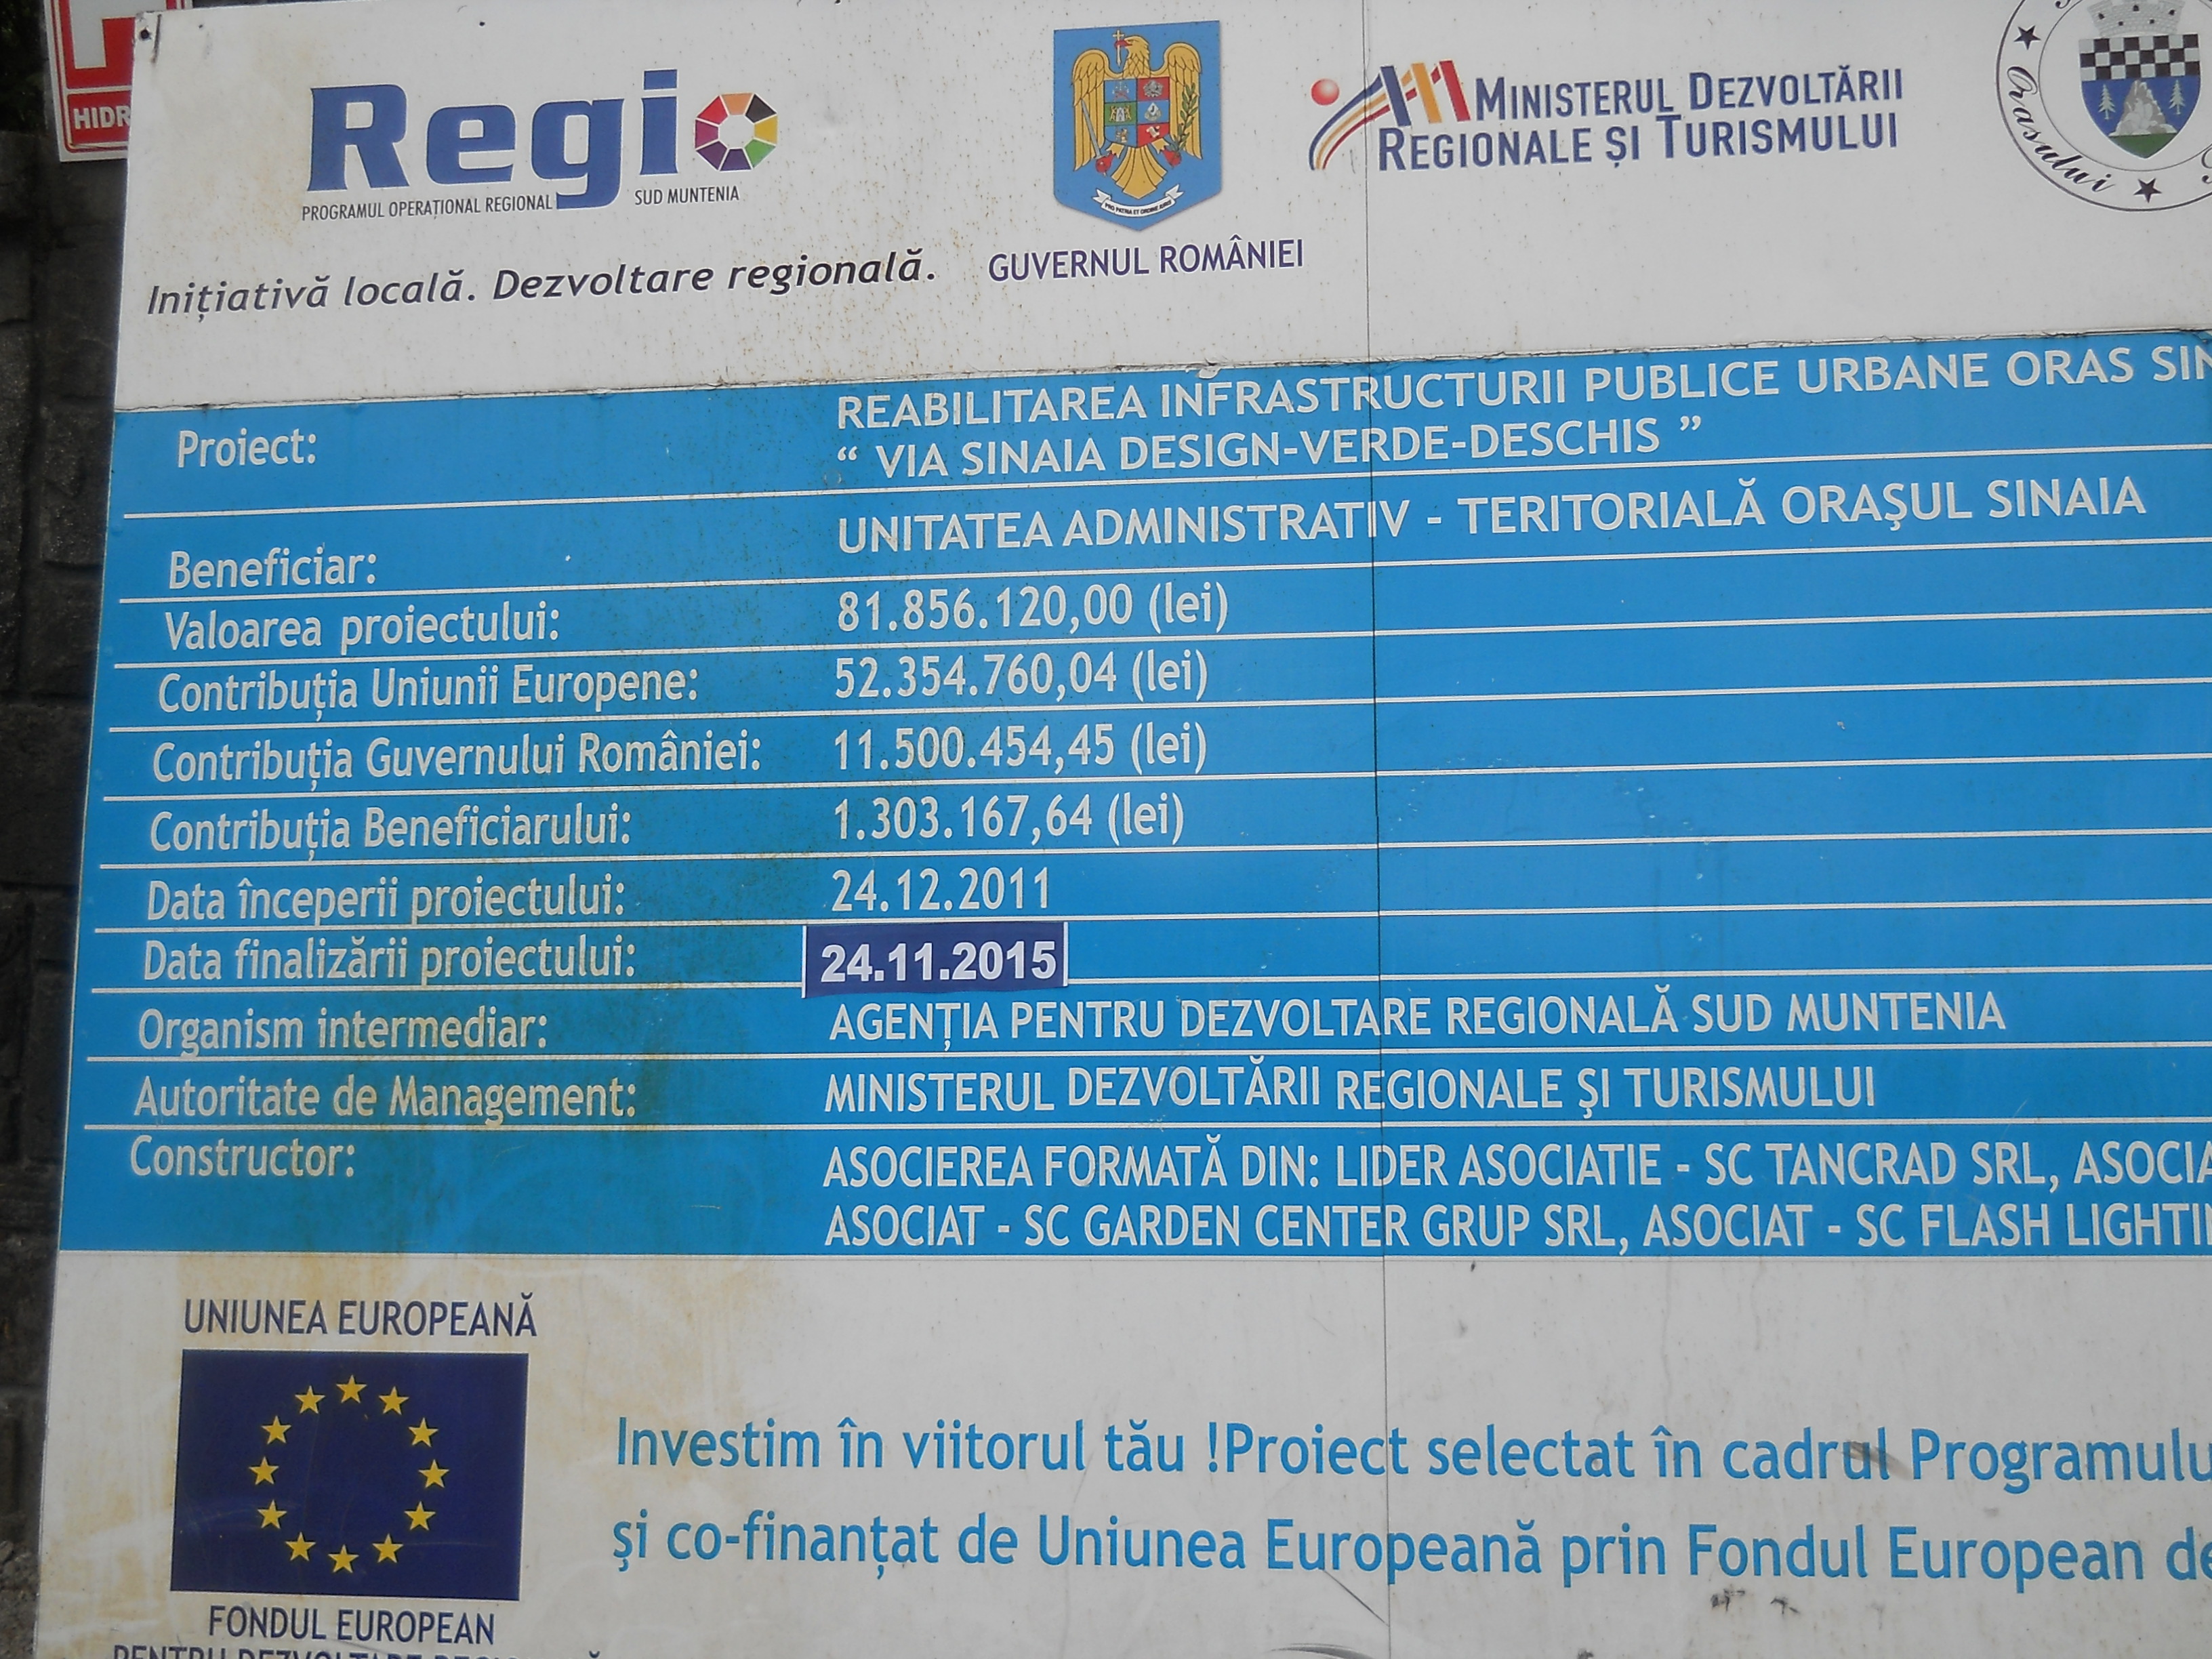 HIDR
Regio
PROGRAMUL OPERAȚIONAL REGIONAL SUD MUNTENIA
Inițiativă locală. Dezvoltare regională.
GUVERNUL ROMÂNIEI
MINISTERUL DEZVOLTĂRII
REGIONALE ȘI TURISMULUI
Orasului
Proiect: REABILITAREA INFRASTRUCTURII PUBLICE URBANE ORAS SIN
“ VIA SINAIA DESIGN-VERDE-DESCHIS ”
Beneficiar: UNITATEA ADMINISTRATIV - TERITORIALĂ ORAŞUL SINAIA
Valoarea proiectului: 81.856.120,00 (lei)
Contribuția Uniunii Europene: 52.354.760,04 (lei)
Contribuția Guvernului României: 11.500.454,45 (lei)
Contribuția Beneficiarului: 1.303.167,64 (lei)
Data începerii proiectului: 24.12.2011
Data finalizării proiectului: 24.11.2015
Organism intermediar: AGENȚIA PENTRU DEZVOLTARE REGIONALĂ SUD MUNTENIA
Autoritate de Management: MINISTERUL DEZVOLTĂRII REGIONALE ŞI TURISMULUI
Constructor: ASOCIEREA FORMATĂ DIN: LIDER ASOCIATIE - SC TANCRAD SRL, ASOCIA
ASOCIAT - SC GARDEN CENTER GRUP SRL, ASOCIAT - SC FLASH LIGHTIN
UNIUNEA EUROPEANĂ
Investim în viitorul tău !Proiect selectat în cadrul Programulu
și co-finanțat de Uniunea Europeană prin Fondul European de
FONDUL EUROPEAN
PENTRU DEZVOLTARE